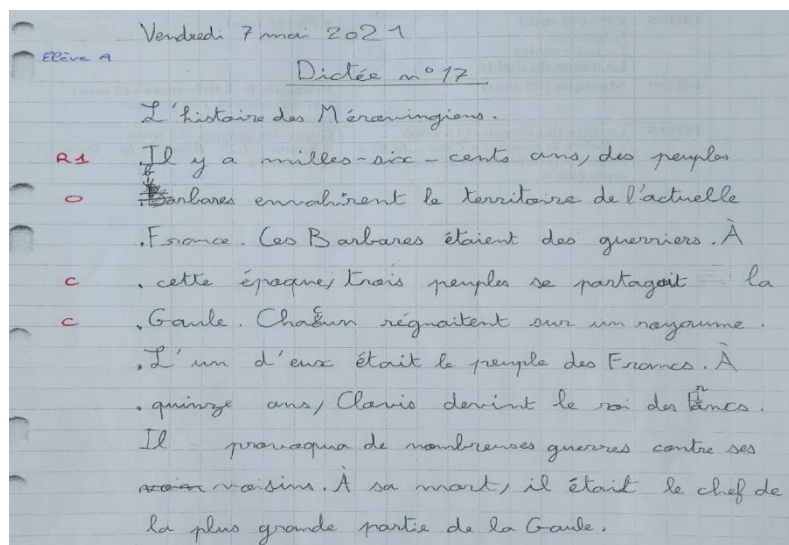 Vendredi 7 mai 2021
Elève A
Dictée n° 17
L'histoire des Mérovingiens.
R1 Il y a milles-six-cents ans, des peuples
O Barbares envahirent le territoire de l'actuelle
France. Ces Barbares étaient des guerriers. À
C cette époque, trois peuples se partagait la
C Gaule. Chacun régnaitent sur un royaume.
L'un d'eux était le peuple des Francs. À
quinze ans, Clovis devint le roi des Francs.
Il provoqua de nombreuses guerres contre ses
voisins. À sa mort, il était le chef de
la plus grande partie de la Gaule.